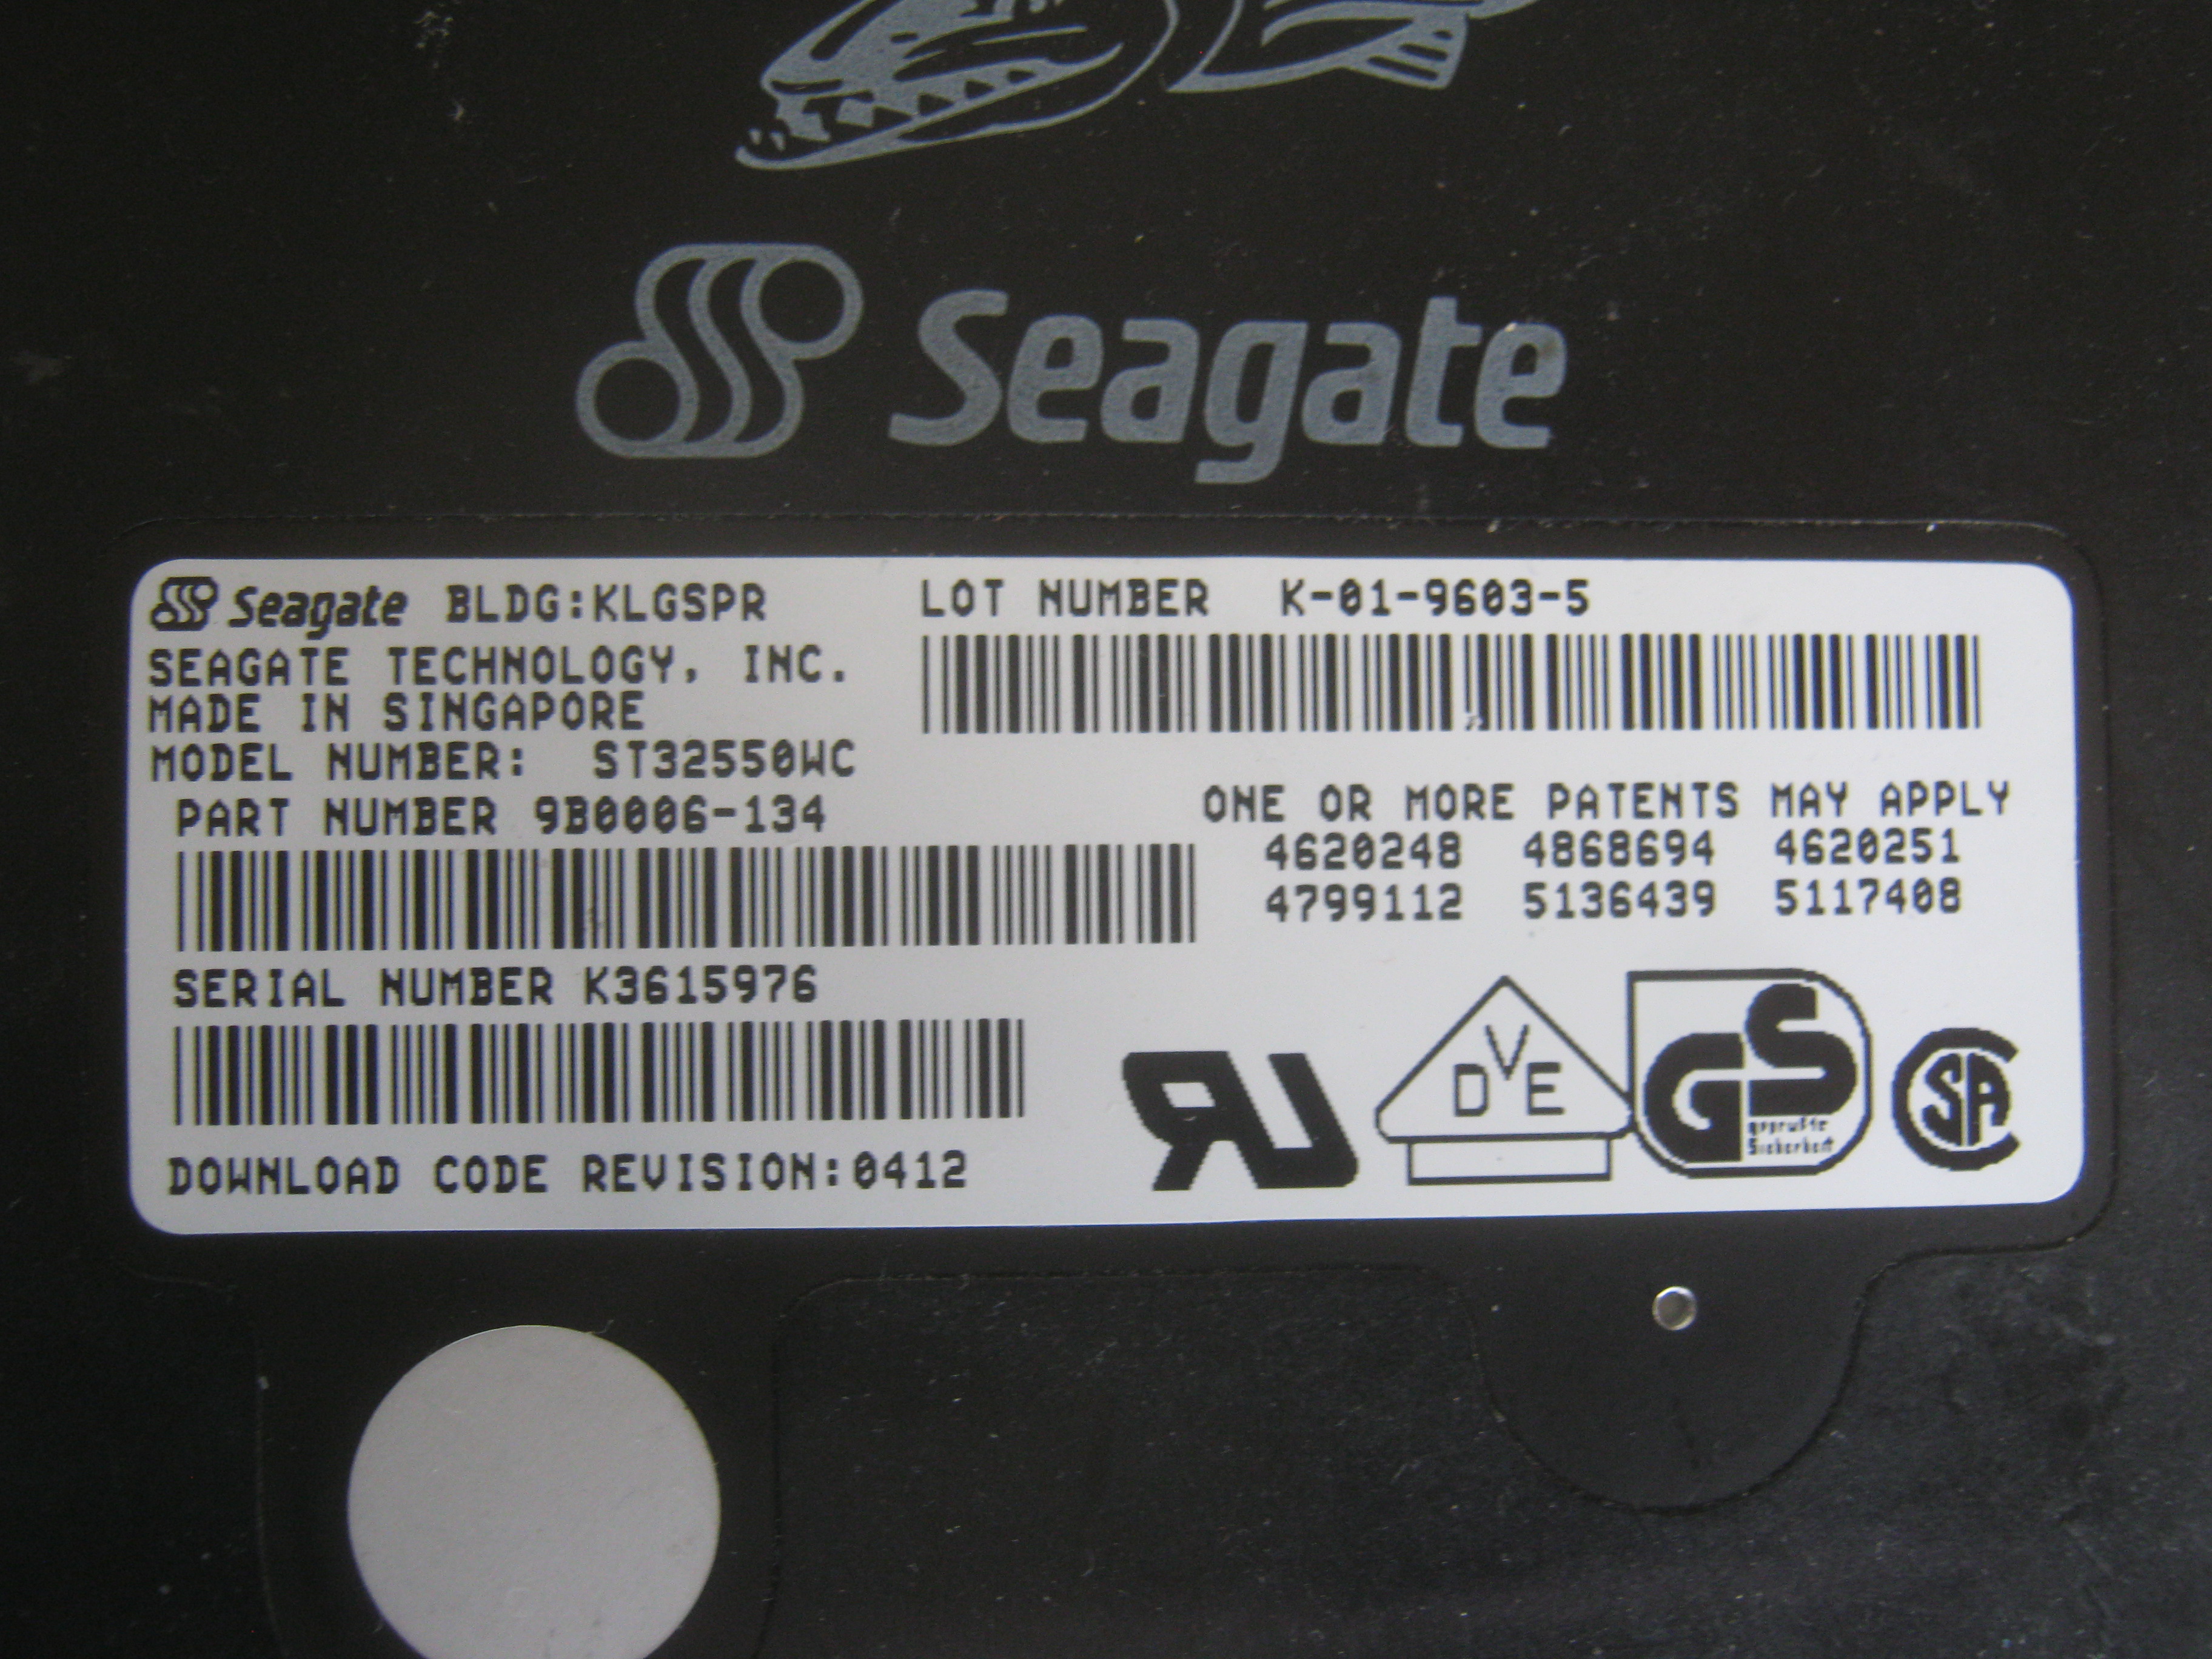 Seagate
Seagate BLDG:KLGSPR
SEAGATE TECHNOLOGY, INC.
MADE IN SINGAPORE
MODEL NUMBER: ST32550WC
PART NUMBER 9B0006-134
SERIAL NUMBER K3615976
DOWNLOAD CODE REVISION:0412
LOT NUMBER K-01-9603-5
ONE OR MORE PATENTS MAY APPLY
4620248 4868694 4620251
4799112 5136439 5117408
DVE
GS
geprüfte
Sicherheit
SA